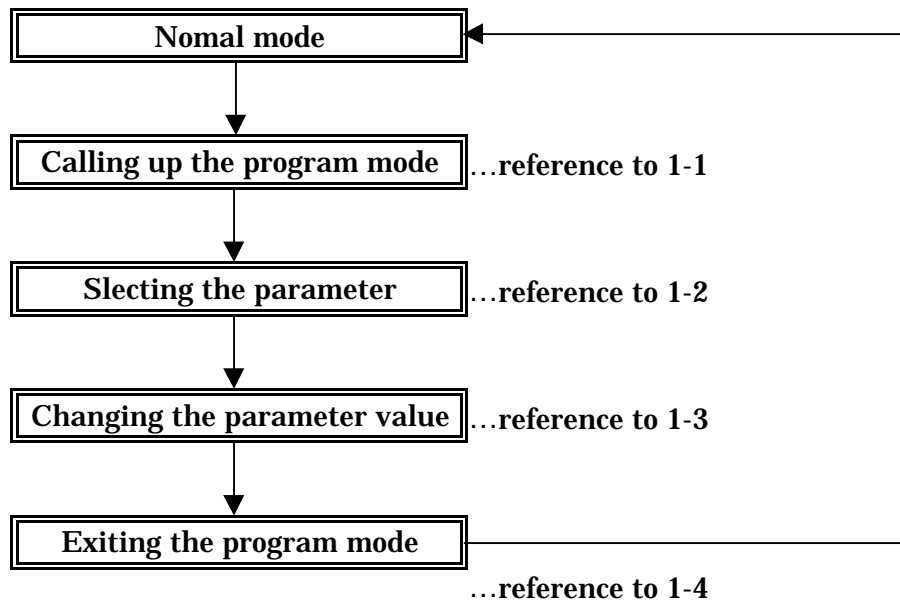 Nomal mode
Calling up the program mode ...reference to 1-1
Slecting the parameter ...reference to 1-2
Changing the parameter value ...reference to 1-3
Exiting the program mode
...reference to 1-4